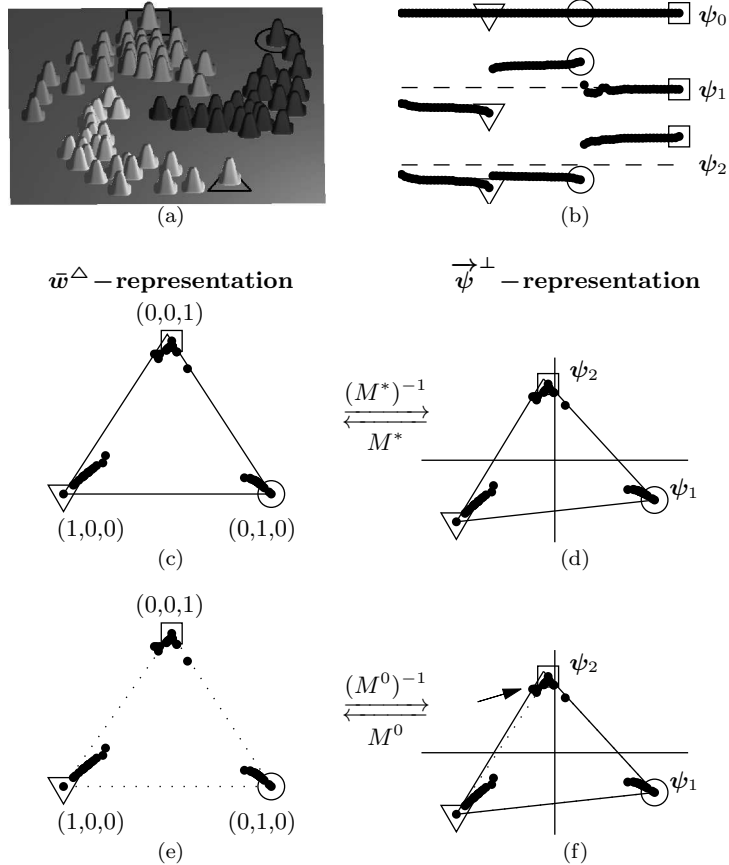 ψ₀
ψ₁
ψ₂
(a) (b)
w̄^△ − representation
ψ⃗^⊥ − representation
(0,0,1)
ψ₂
(M*)⁻¹
M*
ψ₁
(1,0,0) (0,1,0)
(c) (d)
(0,0,1)
ψ₂
(M⁰)⁻¹
M⁰
ψ₁
(1,0,0) (0,1,0)
(e) (f)